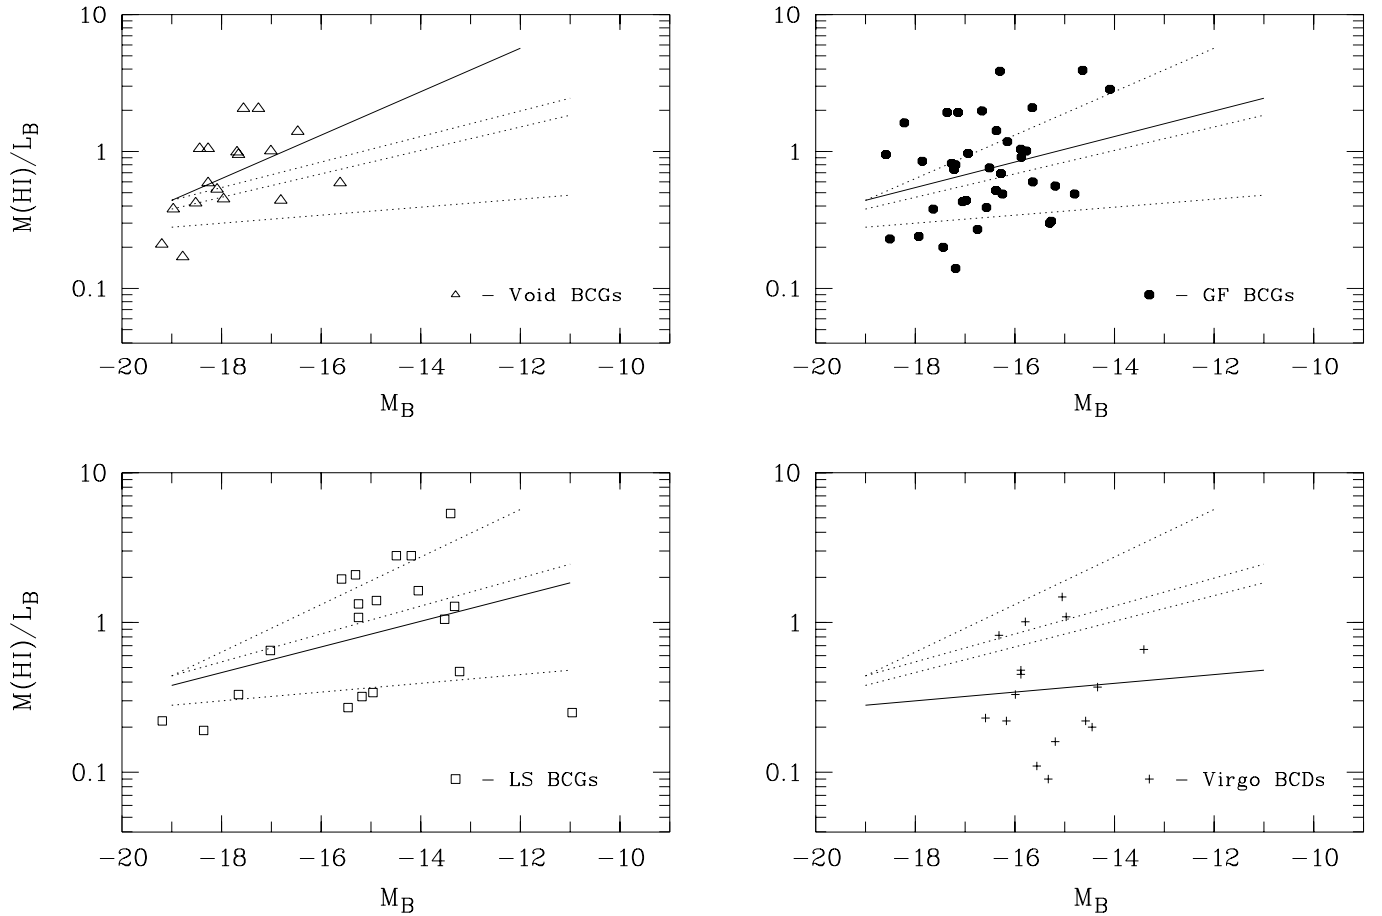 10
1
0.1
M(HI)/L_B
−20 −18 −16 −14 −12 −10
M_B
△ − Void BCGs
10
1
0.1
−20 −18 −16 −14 −12 −10
M_B
● − GF BCGs
10
1
0.1
M(HI)/L_B
−20 −18 −16 −14 −12 −10
M_B
□ − LS BCGs
10
1
0.1
−20 −18 −16 −14 −12 −10
M_B
+ − Virgo BCDs